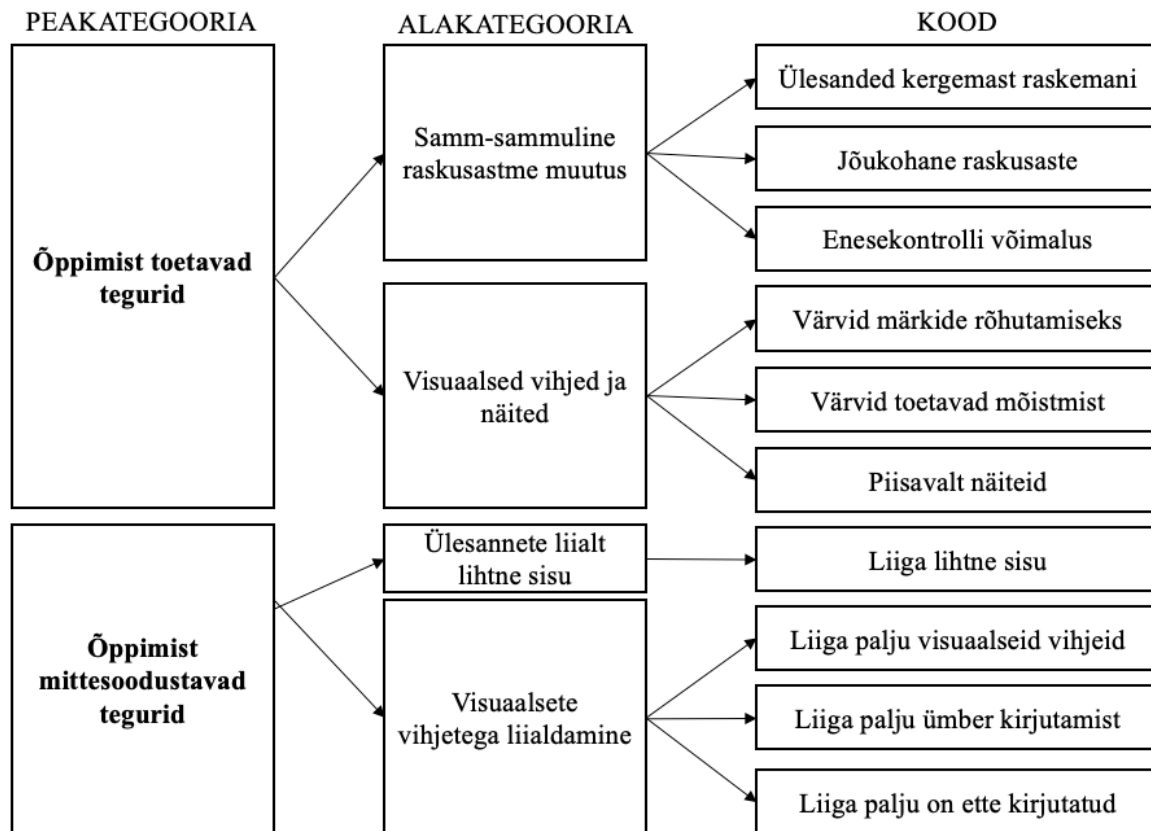 PEAKATEGOORIA
ALAKATEGOORIA
KOOD
Õppimist toetavad
tegurid
Samm-sammuline
raskusastme muutus
Ülesanded kergemast raskemani
Jõukohane raskusaste
Enesekontrolli võimalus
Visuaalsed vihjed ja
näited
Värvid märkide rõhutamiseks
Värvid toetavad mõistmist
Piisavalt näiteid
Õppimist
mittesoodustavad
tegurid
Ülesannete liialt
lihtne sisu
Liiga lihtne sisu
Visuaalsete
vihjetega liialdamine
Liiga palju visuaalseid vihjeid
Liiga palju ümber kirjutamist
Liiga palju on ette kirjutatud